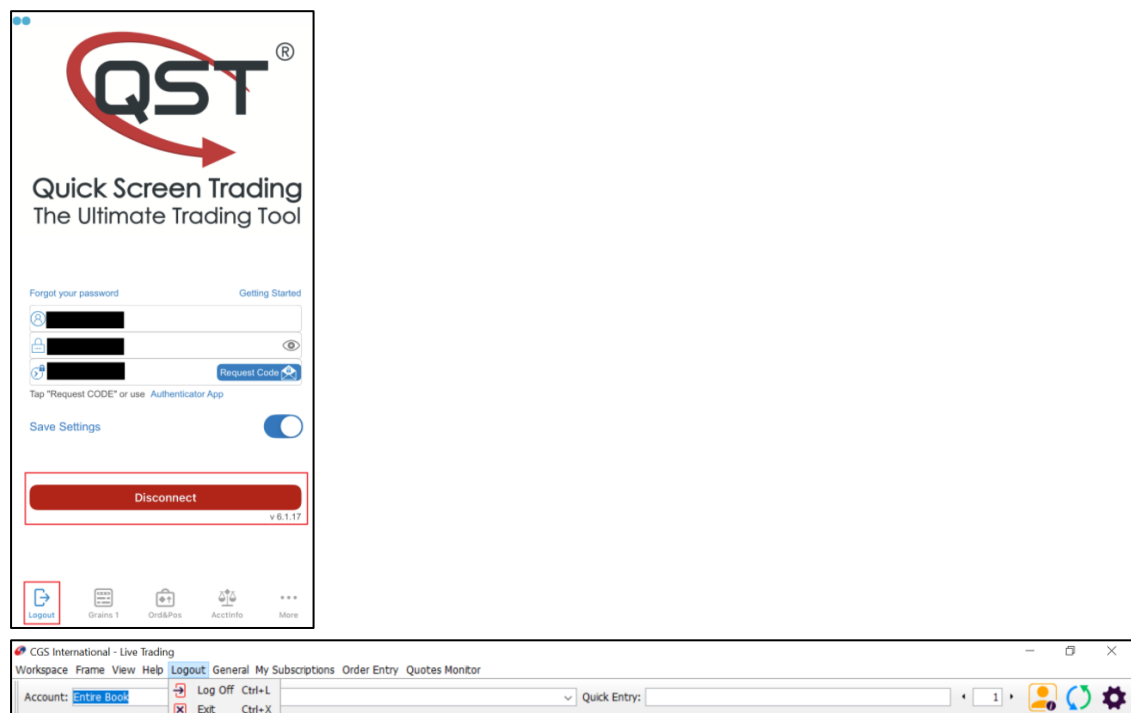 QST ®
Quick Screen Trading
The Ultimate Trading Tool
Forgot your password Getting Started
Request Code
Tap "Request CODE" or use Authenticator App
Save Settings
Disconnect
v 6.1.17
Logout Grains 1 Ord&Pos AcctInfo More
CGS International - Live Trading
Workspace Frame View Help Logout General My Subscriptions Order Entry Quotes Monitor
Account: Entire Book Log Off Ctrl+L Quick Entry: 1
Exit Ctrl+X